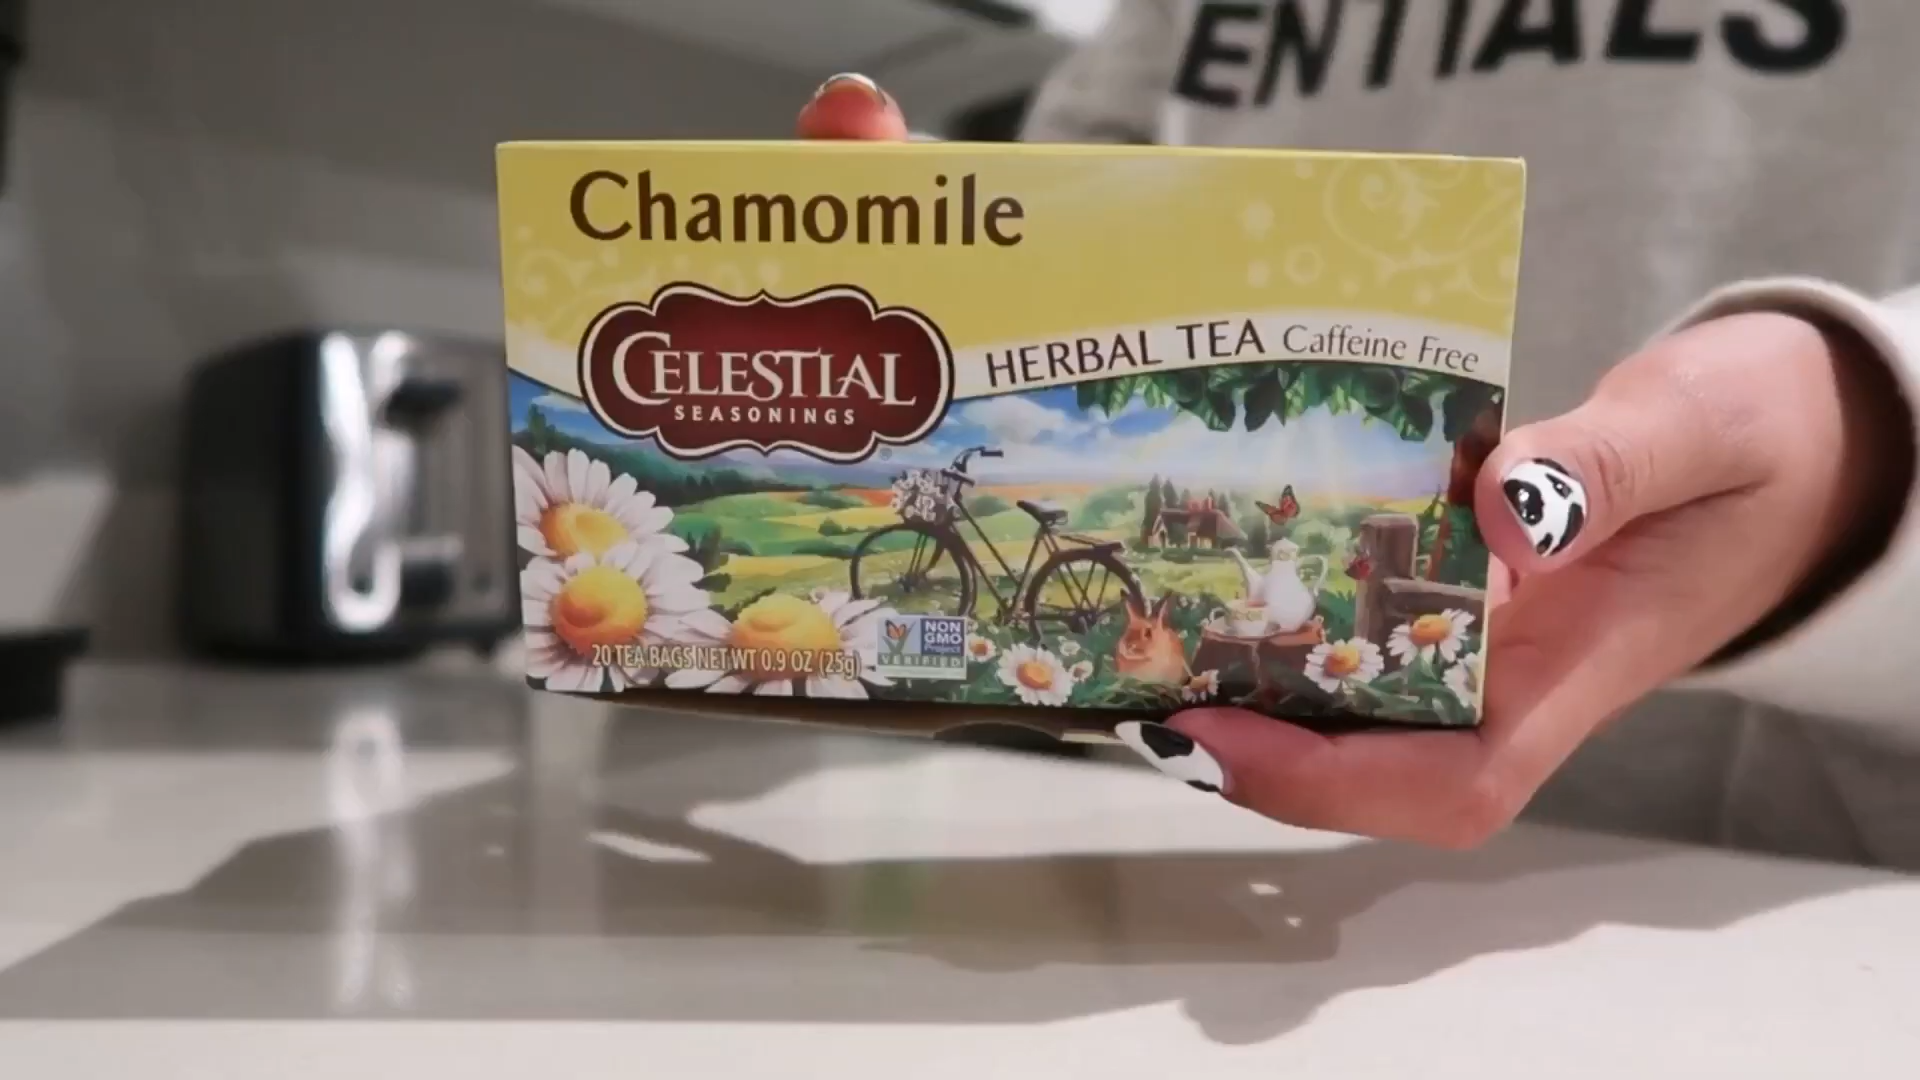 ENTIALS
Chamomile
CELESTIAL
SEASONINGS
HERBAL TEA Caffeine Free
NON
GMO
Project
VERIFIED
20 TEA BAGS NET WT 0.9 OZ (25g)